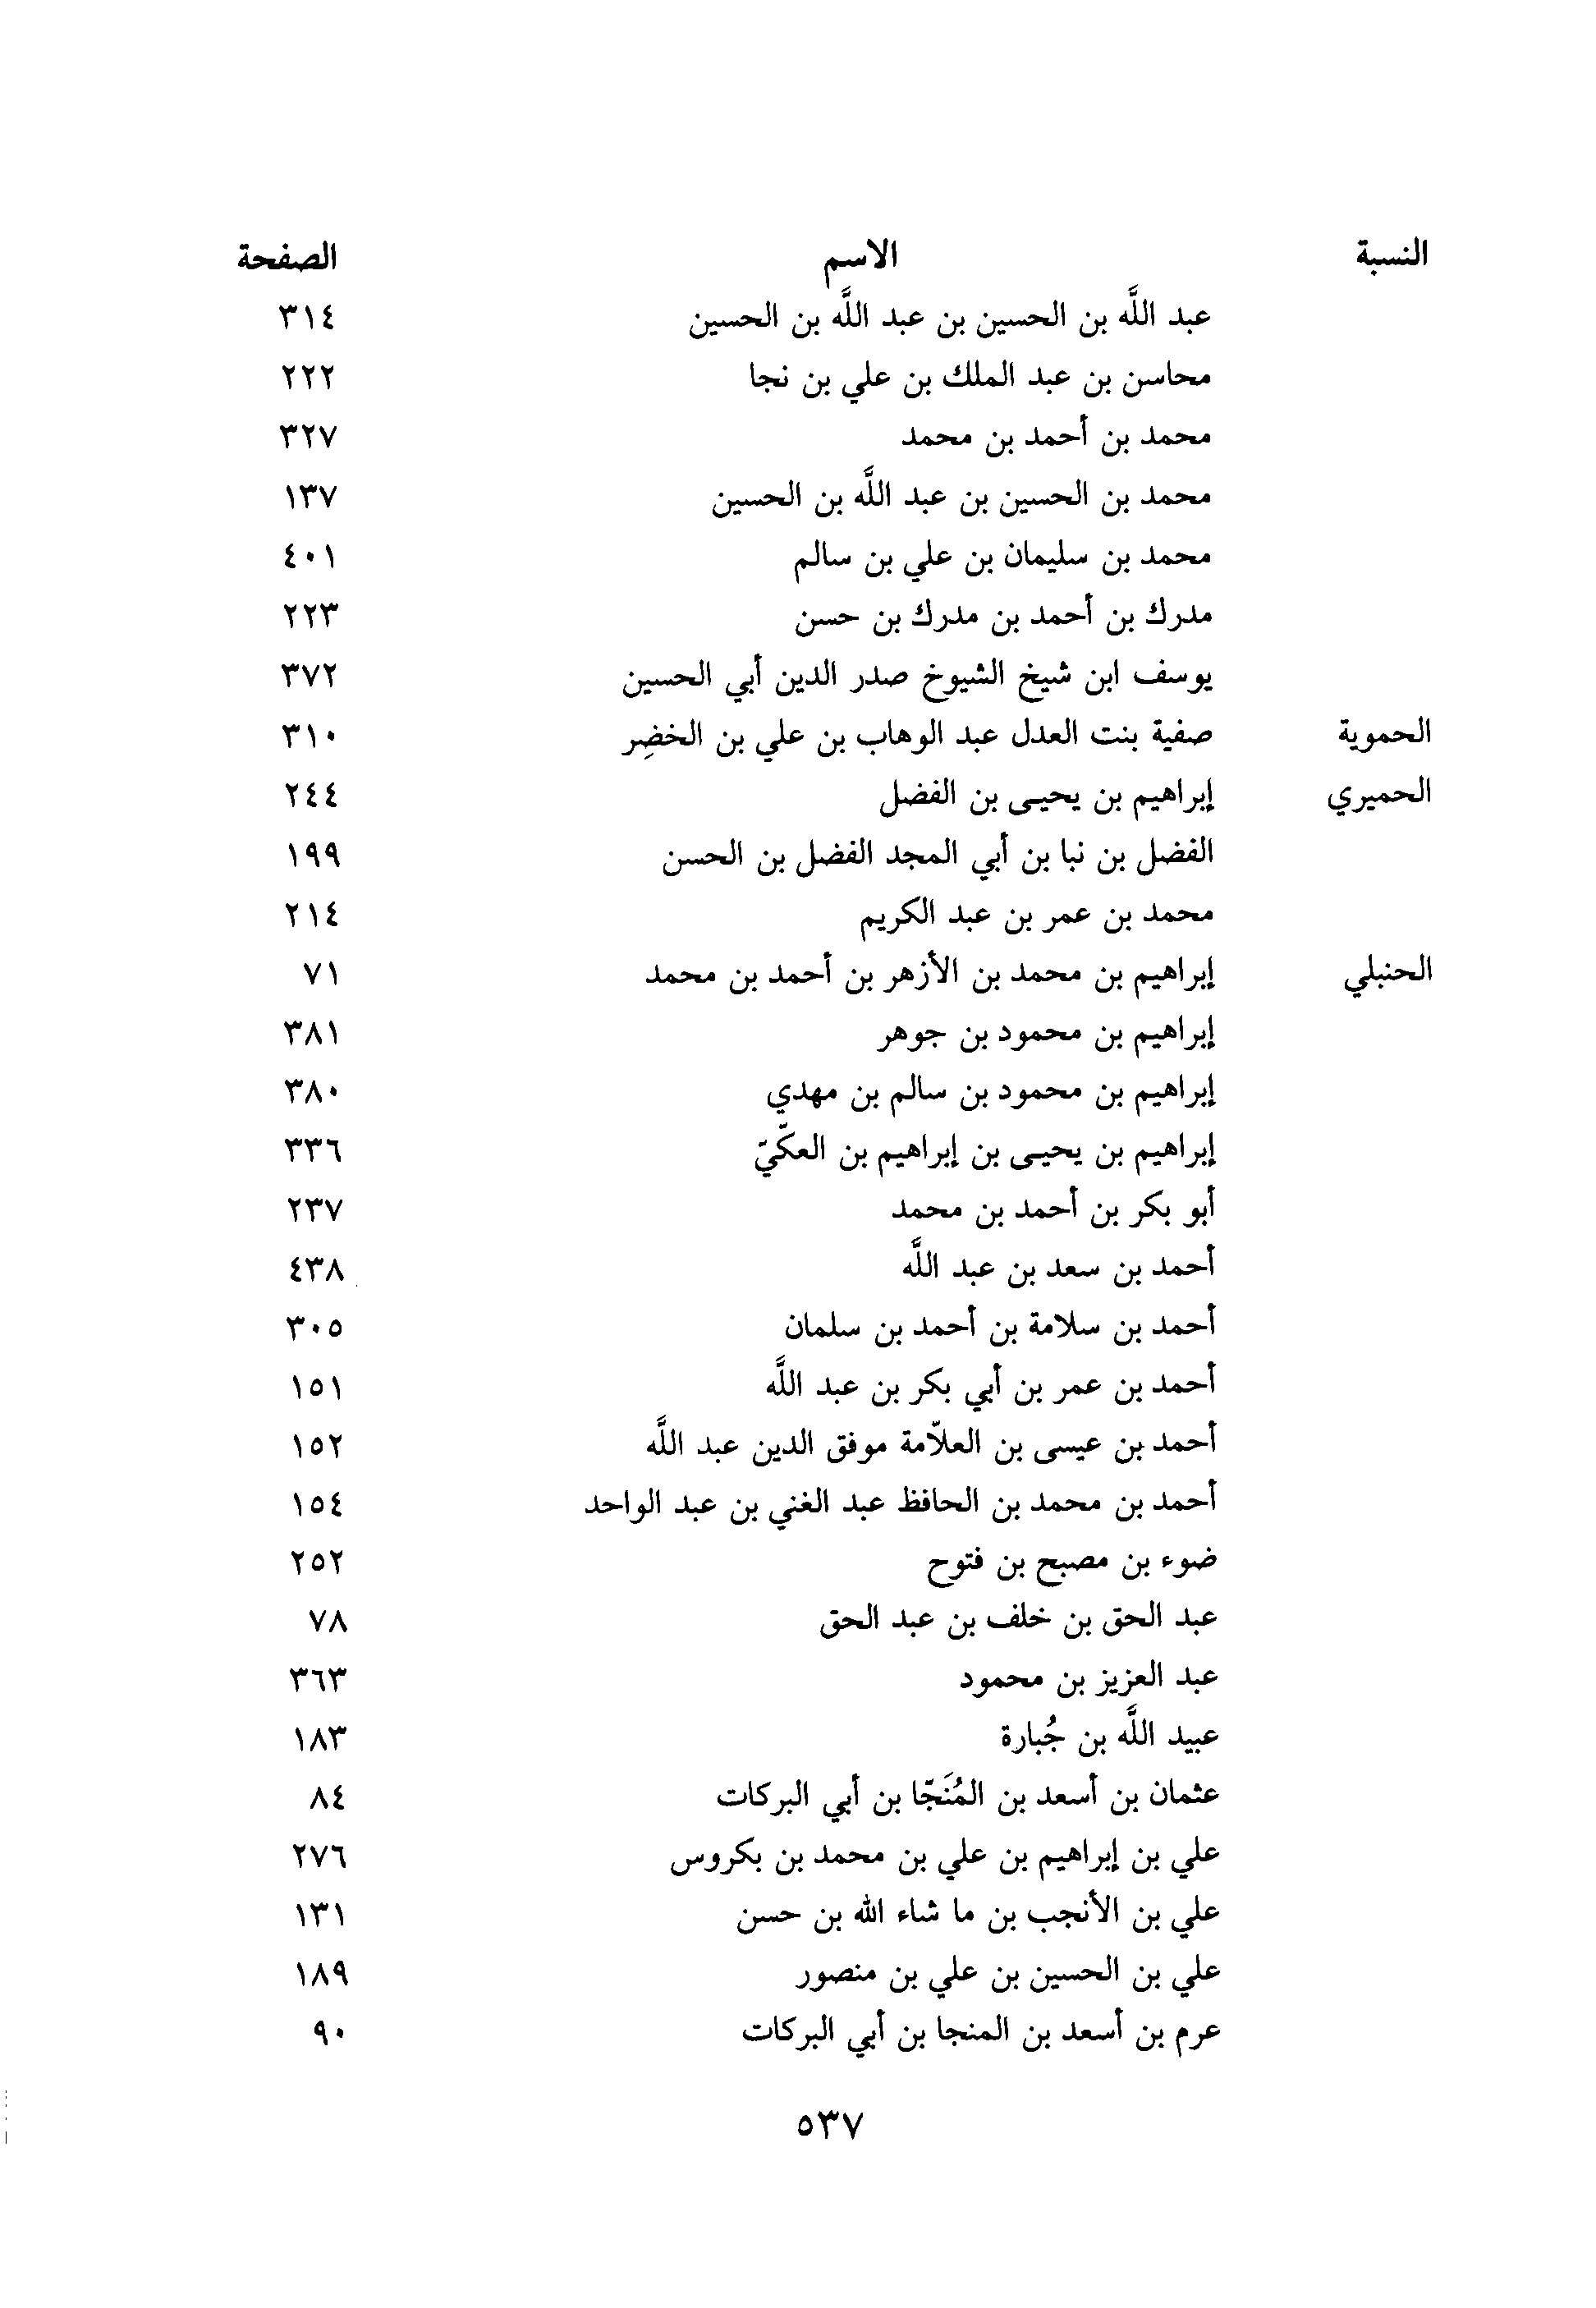 النسبة الاسم الصفحة
عبد اللَّه بن الحسين بن عبد اللَّه بن الحسين ٣١٤
محاسن بن عبد الملك بن علي بن نجا ٢٢٢
محمد بن أحمد بن محمد ٣٢٧
محمد بن الحسين بن عبد اللَّه بن الحسين ١٣٧
محمد بن سليمان بن علي بن سالم ٤٠١
مدرك بن أحمد بن مدرك بن حسن ٢٢٣
يوسف ابن شيخ الشيوخ صدر الدين أبي الحسين ٣٧٢
الحموية صفية بنت العدل عبد الوهاب بن علي بن الخضِر ٣١٠
الحميري إبراهيم بن يحيـى بن الفضل ٢٤٤
الفضل بن نبا بن أبي المجد الفضل بن الحسن ١٩٩
محمد بن عمر بن عبد الكريم ٢١٤
الحنبلي إبراهيم بن محمد بن الأزهر بن أحمد بن محمد ٧١
إبراهيم بن محمود بن جوهر ٣٨١
إبراهيم بن محمود بن سالم بن مهدي ٣٨٠
إبراهيم بن يحيـى بن إبراهيم بن العكّيّ ٣٣٦
أبو بكر بن أحمد بن محمد ٢٣٧
أحمد بن سعد بن عبد اللَّه ٤٣٨
أحمد بن سلامة بن أحمد بن سلمان ٣٠٥
أحمد بن عمر بن أبي بكر بن عبد اللَّه ١٥١
أحمد بن عيسى بن العلاّمة موفق الدين عبد اللَّه ١٥٢
أحمد بن محمد بن الحافظ عبد الغني بن عبد الواحد ١٥٤
ضوء بن مصبح بن فتوح ٢٥٢
عبد الحق بن خلف بن عبد الحق ٧٨
عبد العزيز بن محمود ٣٦٣
عبيد اللَّه بن جُبارة ١٨٣
عثمان بن أسعد بن المُنَجّا بن أبي البركات ٨٤
علي بن إبراهيم بن علي بن محمد بن بكروس ٢٧٦
علي بن الأنجب بن ما شاء الله بن حسن ١٣١
علي بن الحسين بن علي بن منصور ١٨٩
عرم بن أسعد بن المنجا بن أبي البركات ٩٠
٥٣٧